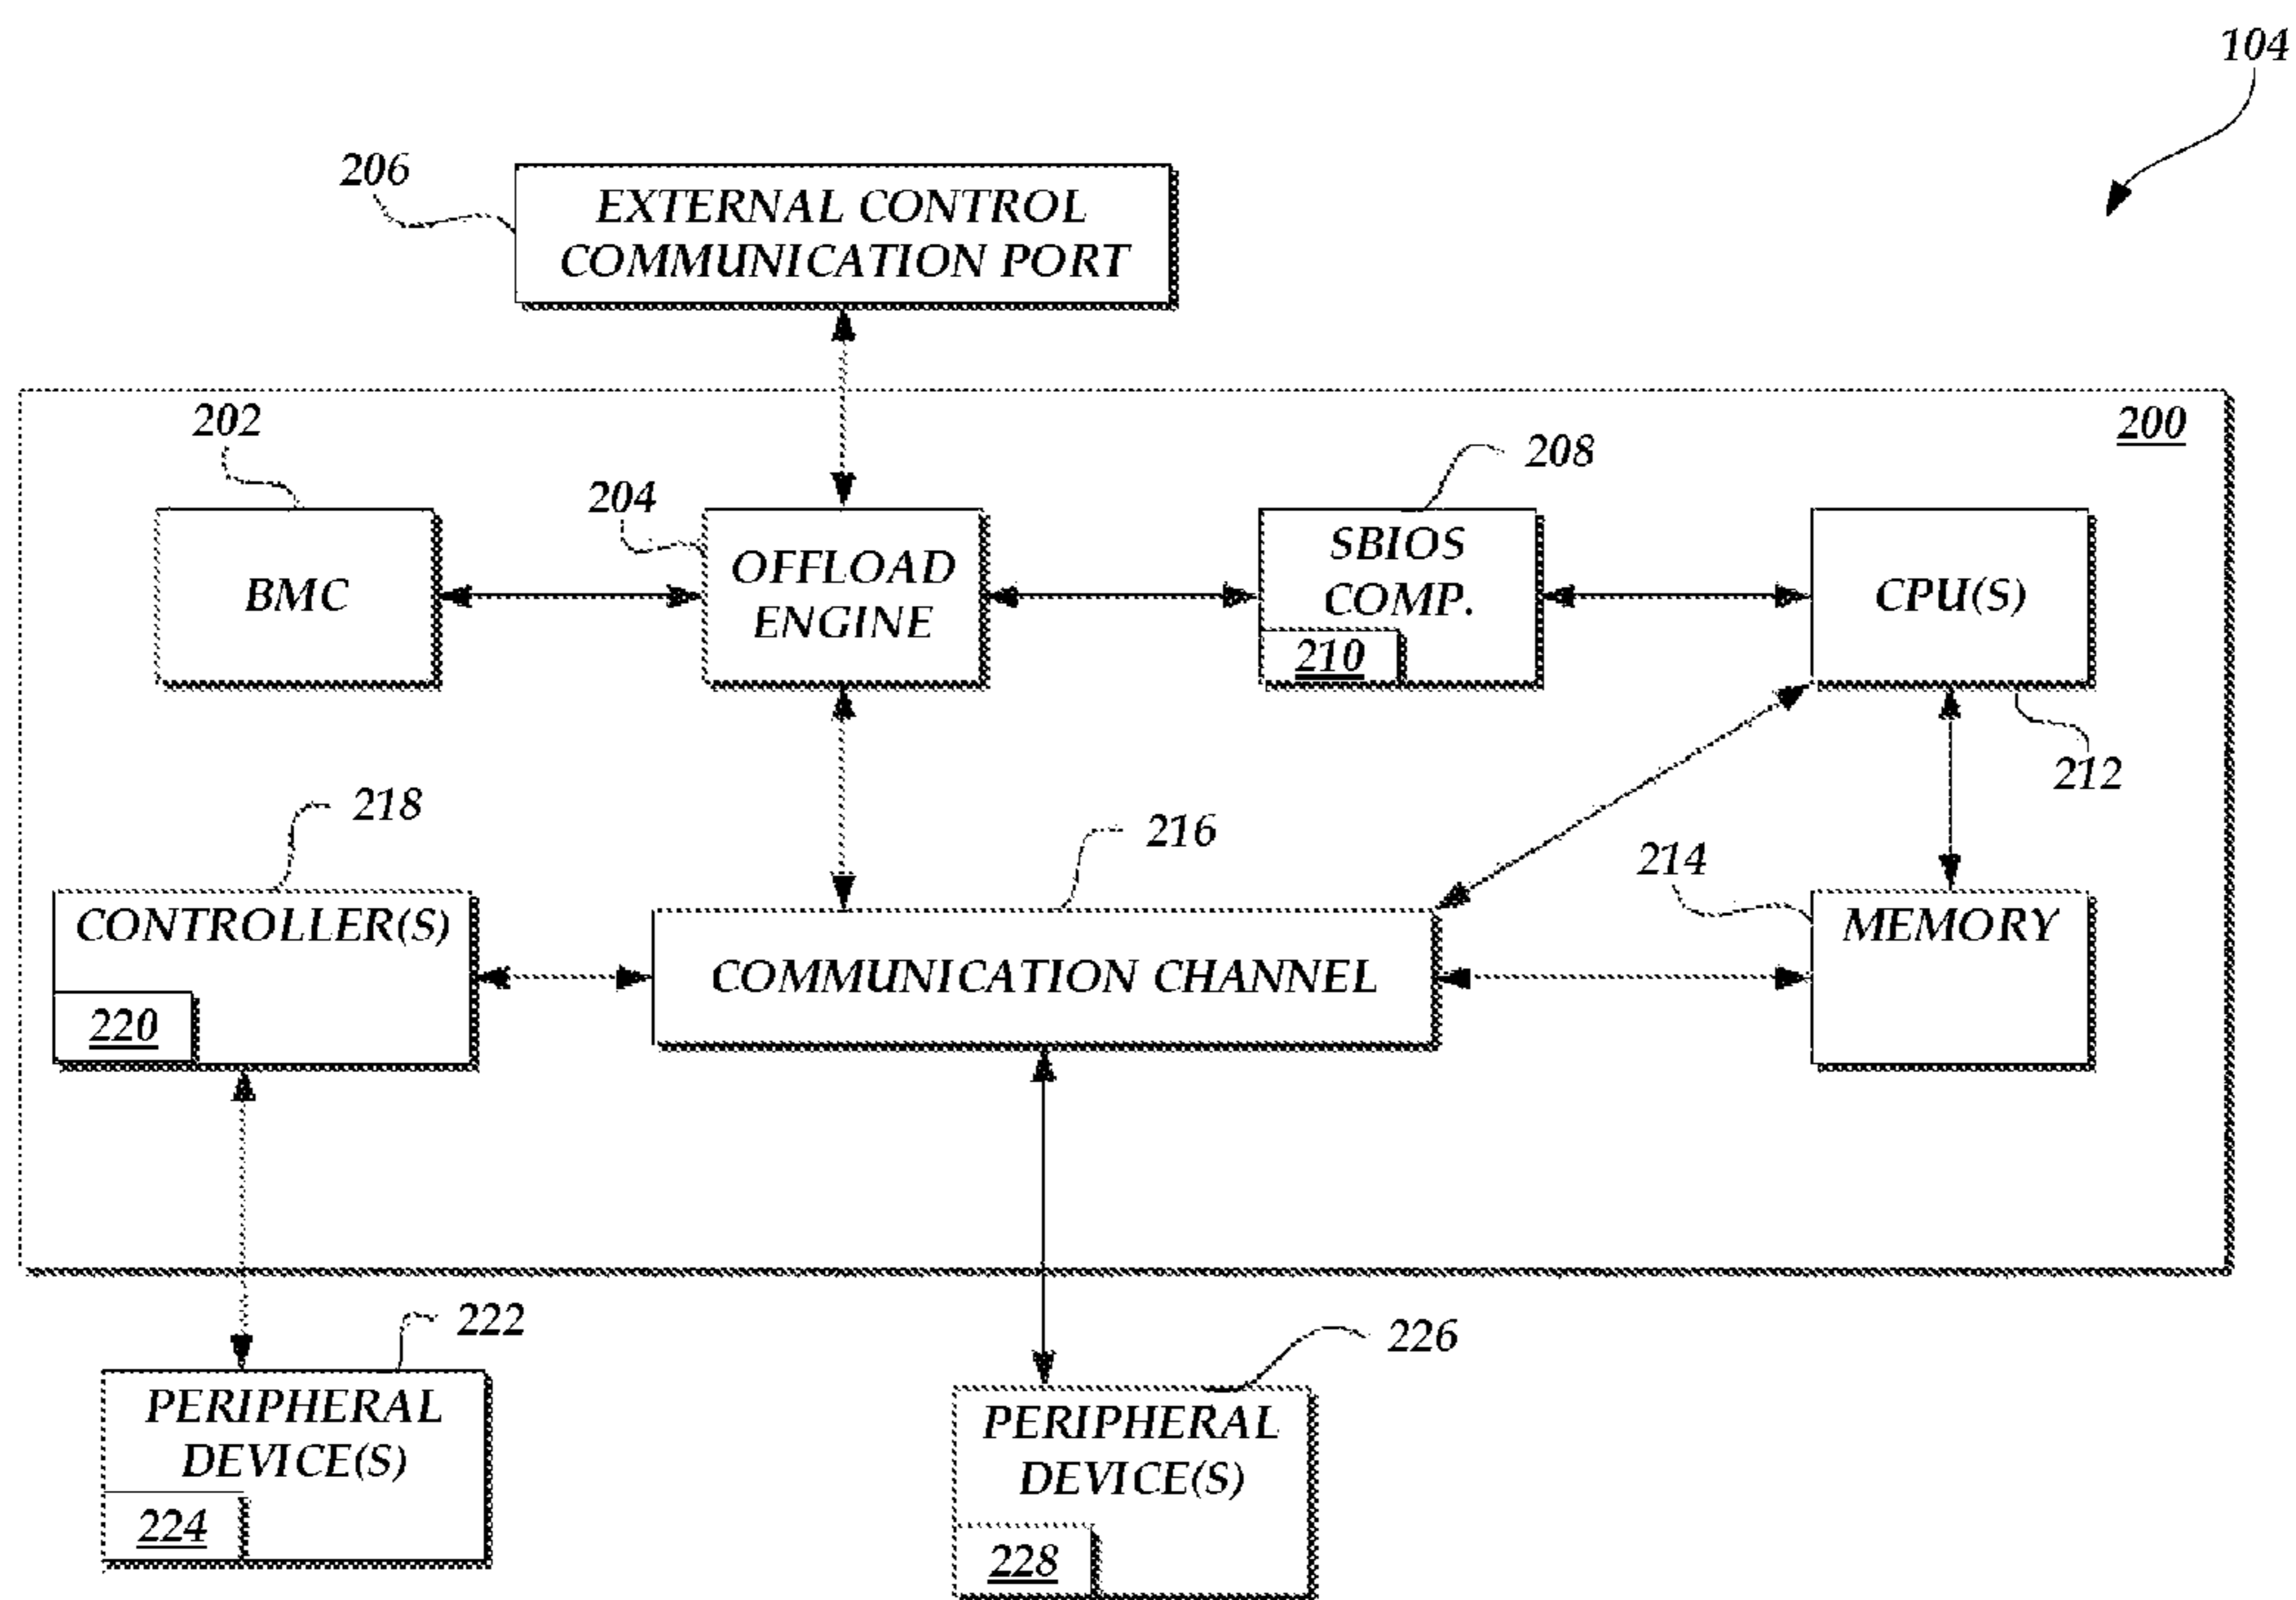 104
206
EXTERNAL CONTROL
COMMUNICATION PORT
200
202
204
208
BMC
OFFLOAD
ENGINE
SBIOS
COMP.
210
CPU(S)
212
218
216
214
CONTROLLER(S)
220
COMMUNICATION CHANNEL
MEMORY
222
226
PERIPHERAL
DEVICE(S)
224
PERIPHERAL
DEVICE(S)
228